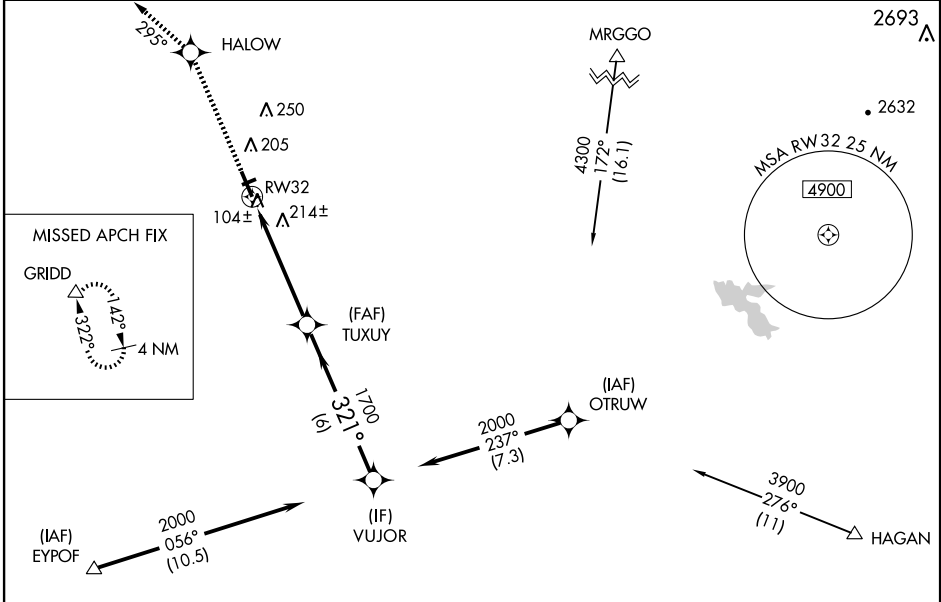 295°
HALOW
MRGGO
2693
250
2632
205
MSA RW32 25 NM
4300
172°
(16.1)
4900
RW32
104±
214±
MISSED APCH FIX
GRIDD
142°
322°
4 NM
(FAF)
TUXUY
(IAF)
OTRUW
1700
321°
(6)
2000
237°
(7.3)
3900
276°
(11)
HAGAN
(IF)
VUJOR
(IAF)
EYPOF
2000
056°
(10.5)